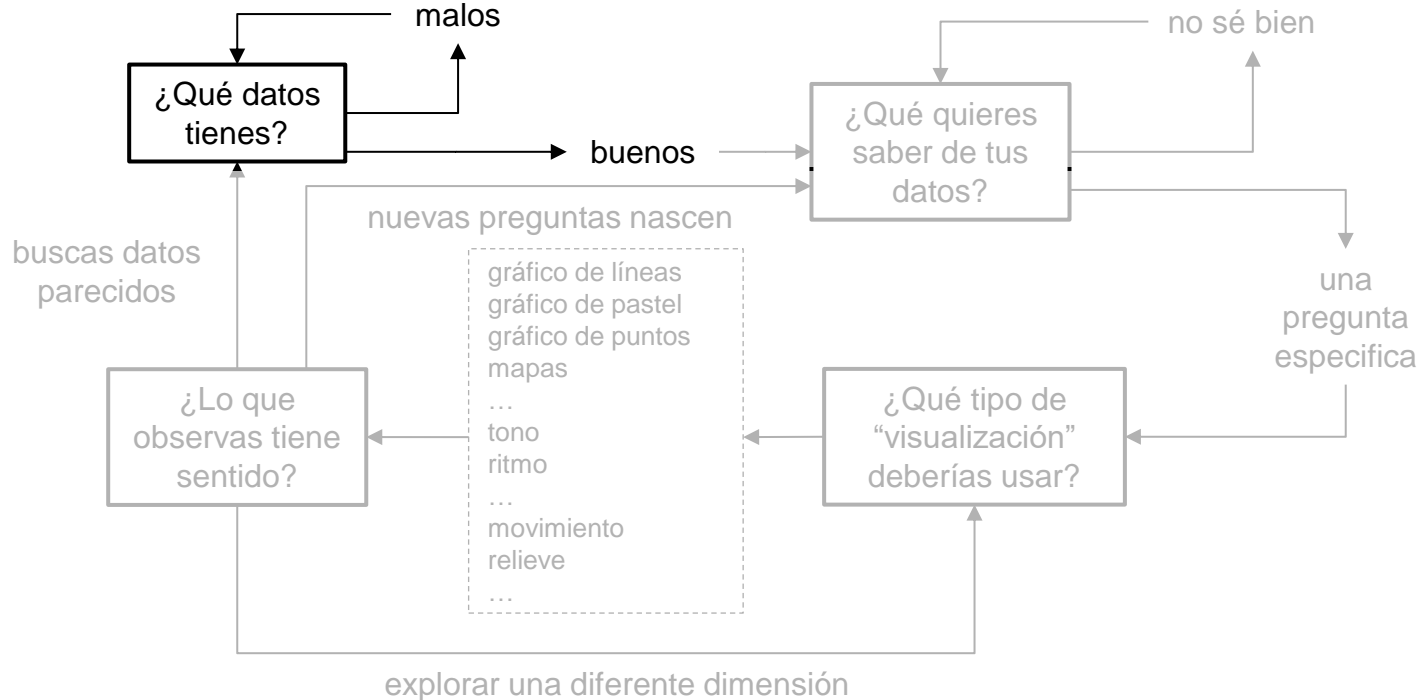 malos
no sé bien
¿Qué datos
tienes?
¿Qué quieres
saber de tus
datos?
buenos
nuevas preguntas nascen
buscas datos
parecidos
una
pregunta
especifica
gráfico de líneas
gráfico de pastel
gráfico de puntos
mapas
…
tono
ritmo
…
movimiento
relieve
…
¿Lo que
observas tiene
sentido?
¿Qué tipo de
“visualización”
deberías usar?
explorar una diferente dimensión